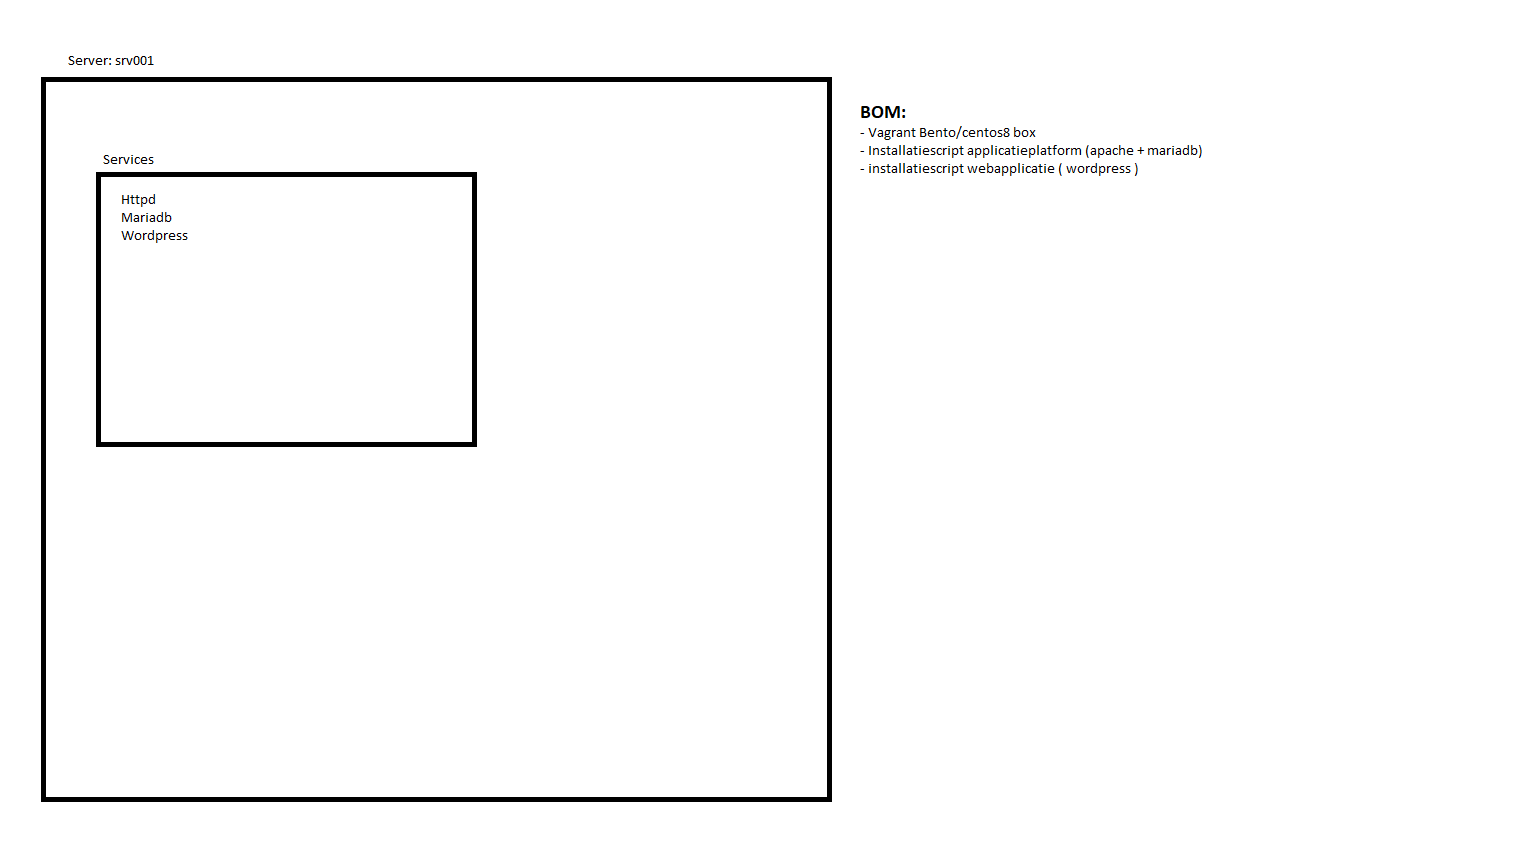 Server: srv001
Services
Httpd
Mariadb
Wordpress
BOM:
- Vagrant Bento/centos8 box
- Installatiescript applicatieplatform (apache + mariadb)
- installatiescript webapplicatie ( wordpress )